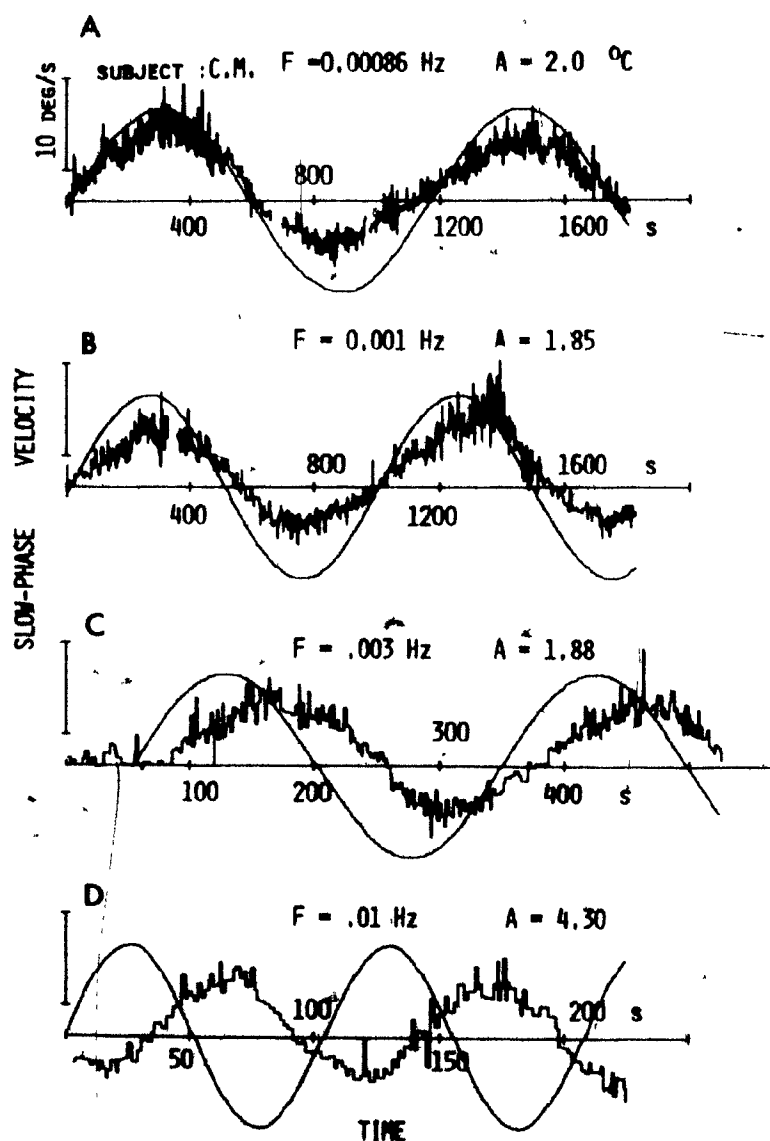 A
SUBJECT :C.M. F =0.00086 Hz A = 2.0 °C
10 DEG/s
800
400 1200 1600 s
B
F = 0.001 Hz A = 1.85
800 1600 s
400 1200
SLOW-PHASE VELOCITY
C
F = .003 Hz A = 1.88
300
100 200 400 s
D
F = .01 Hz A = 4.30
100 200 s
50 150
TIME